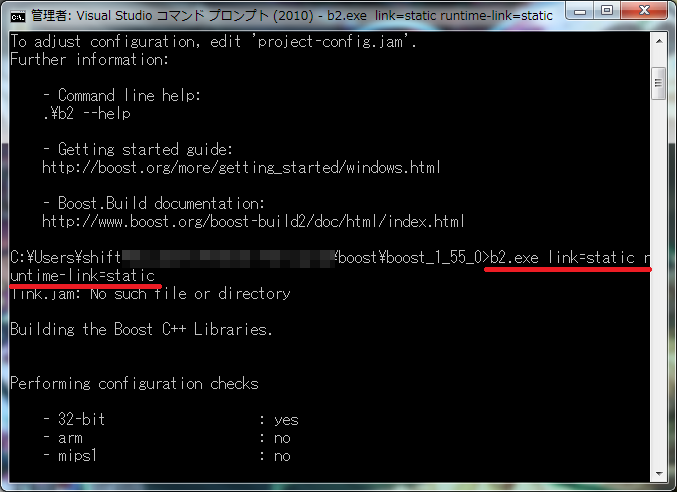 管理者: Visual Studio コマンド プロンプト (2010) - b2.exe  link=static runtime-link=static
To adjust configuration, edit 'project-config.jam'.
Further information:
- Command line help:
.¥b2 --help
- Getting started guide:
http://boost.org/more/getting_started/windows.html
- Boost.Build documentation:
http://www.boost.org/boost-build2/doc/html/index.html
C:¥Users¥shift ¥boost¥boost_1_55_0>b2.exe link=static r
untime-link=static
link.jam: No such file or directory
Building the Boost C++ Libraries.
Performing configuration checks
- 32-bit : yes
- arm : no
- mips1 : no